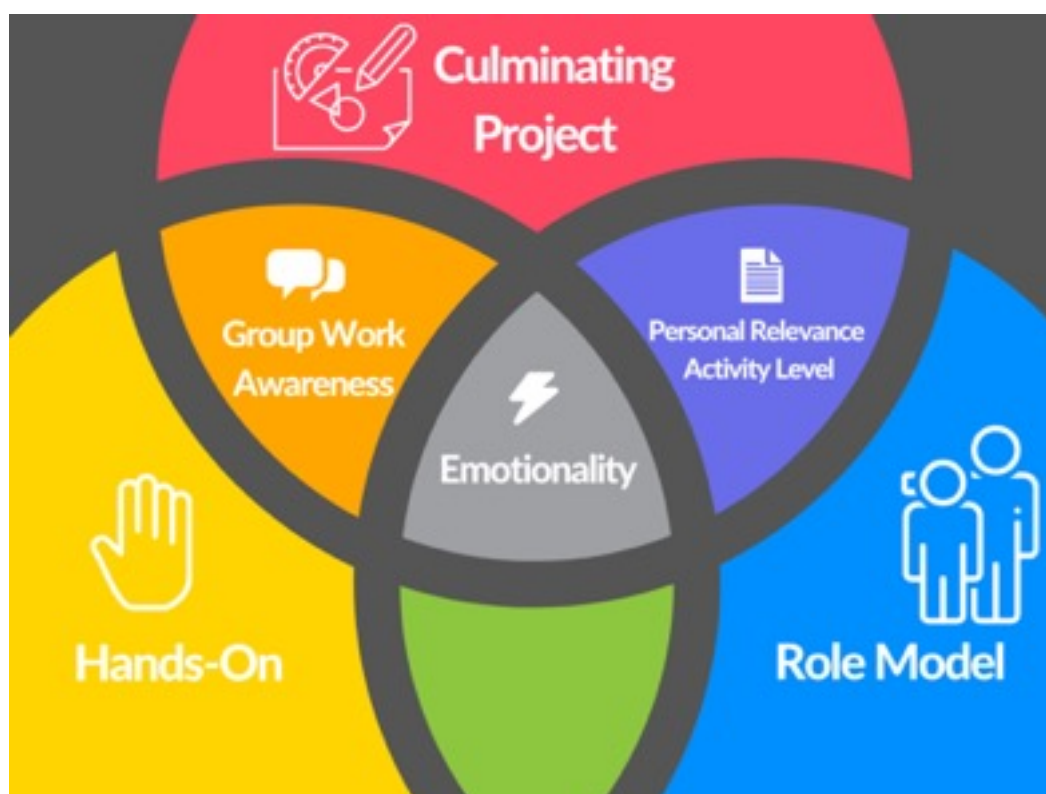 Culminating
Project
Group Work
Awareness
Personal Relevance
Activity Level
Emotionality
Hands-On
Role Model